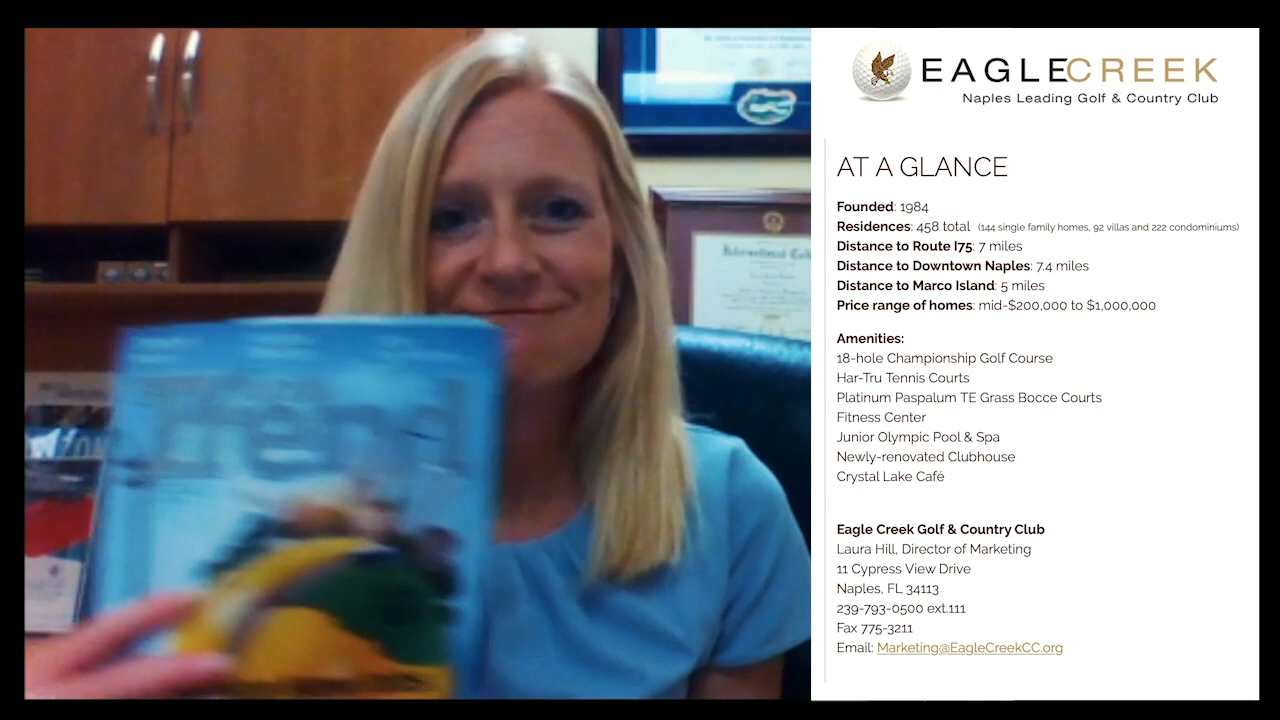 EAGLECREEK
Naples Leading Golf & Country Club
AT A GLANCE
Founded: 1984
Residences: 458 total (144 single family homes, 92 villas and 222 condominiums)
Distance to Route I75: 7 miles
Distance to Downtown Naples: 7.4 miles
Distance to Marco Island: 5 miles
Price range of homes: mid-$200,000 to $1,000,000
Amenities:
18-hole Championship Golf Course
Har-Tru Tennis Courts
Platinum Paspalum TE Grass Bocce Courts
Fitness Center
Junior Olympic Pool & Spa
Newly-renovated Clubhouse
Crystal Lake Café
Eagle Creek Golf & Country Club
Laura Hill, Director of Marketing
11 Cypress View Drive
Naples, FL 34113
239-793-0500 ext.111
Fax 775-3211
Email: Marketing@EagleCreekCC.org